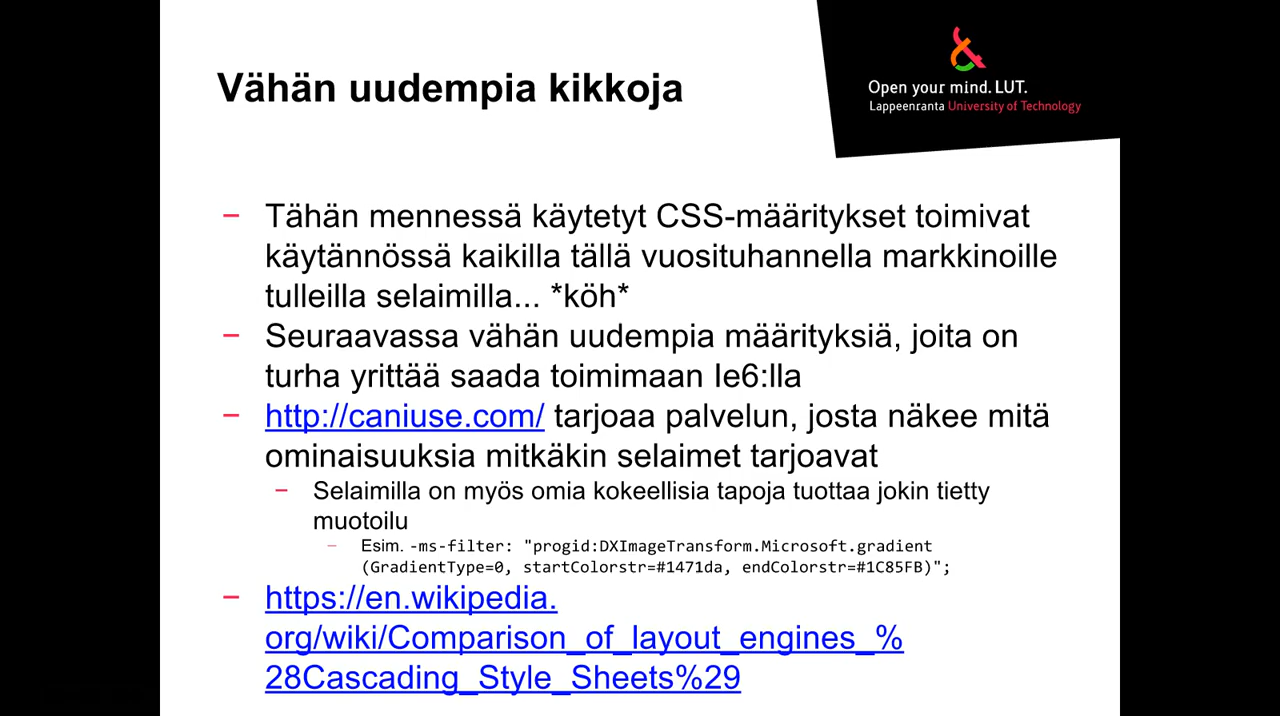 Vähän uudempia kikkoja
Open your mind. LUT.
Lappeenranta University of Technology
− Tähän mennessä käytetyt CSS-määritykset toimivat
käytännössä kaikilla tällä vuosituhannella markkinoille
tulleilla selaimilla... *köh*
− Seuraavassa vähän uudempia määrityksiä, joita on
turha yrittää saada toimimaan Ie6:lla
− http://caniuse.com/ tarjoaa palvelun, josta näkee mitä
ominaisuuksia mitkäkin selaimet tarjoavat
− Selaimilla on myös omia kokeellisia tapoja tuottaa jokin tietty
muotoilu
− Esim. -ms-filter: "progid:DXImageTransform.Microsoft.gradient
(GradientType=0, startColorstr=#1471da, endColorstr=#1C85FB)";
− https://en.wikipedia.
org/wiki/Comparison_of_layout_engines_%
28Cascading_Style_Sheets%29